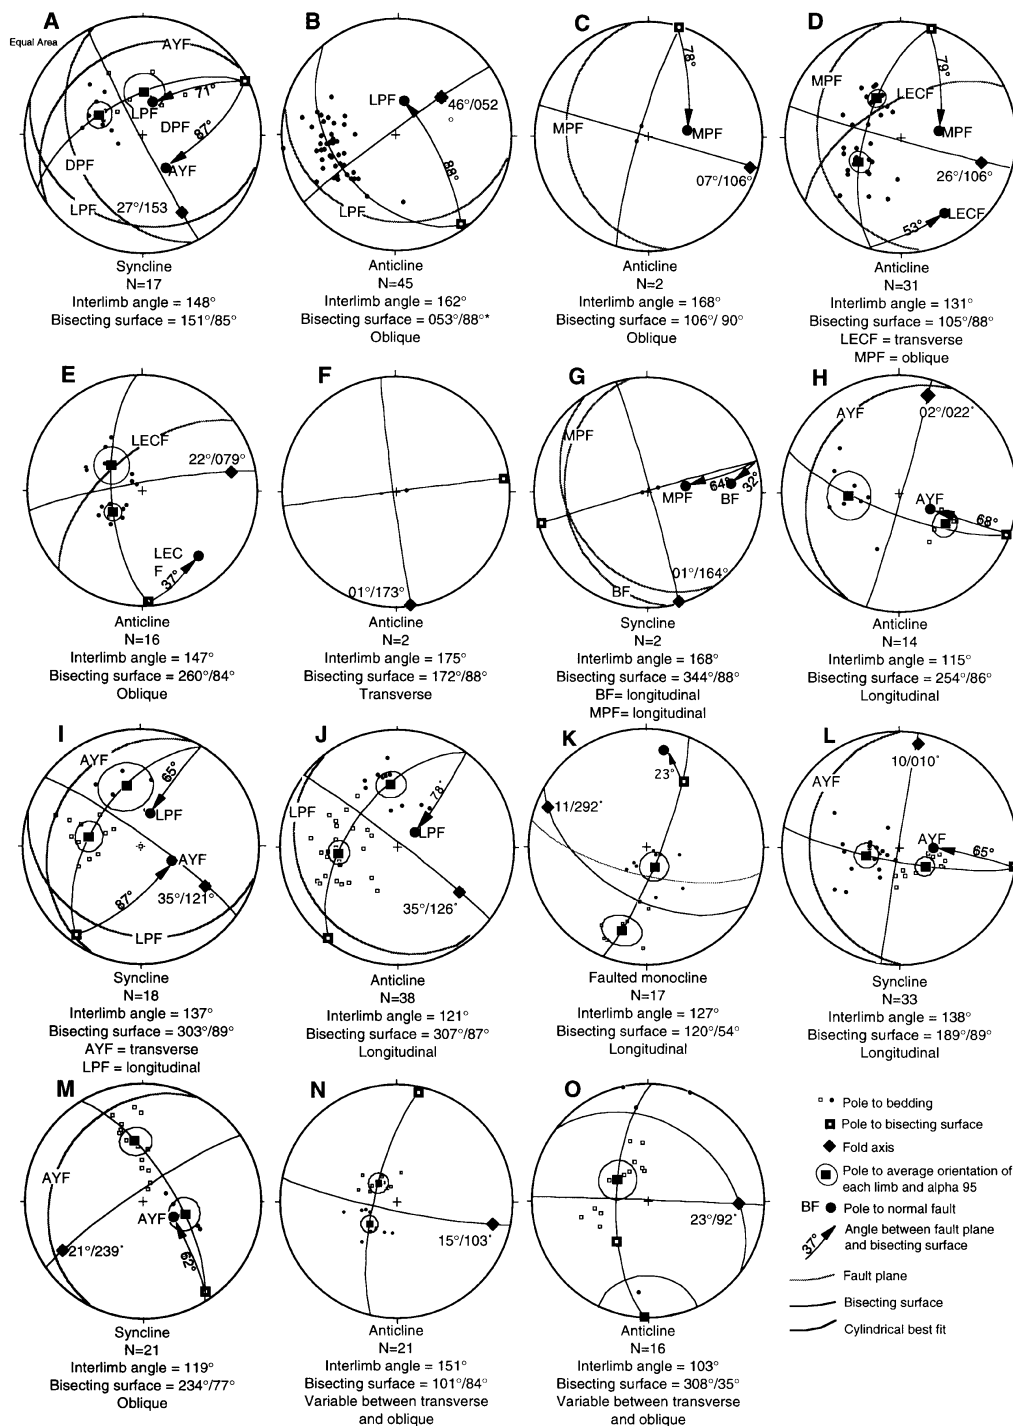 A
Equal Area
AYF
71°
LPF
DPF
87°
AYF
DPF
LPF
27°/153
Syncline
N=17
Interlimb angle = 148°
Bisecting surface = 151°/85°
B
LPF
46°/052
°
88°
LPF
Anticline
N=45
Interlimb angle = 162°
Bisecting surface = 053°/88°*
Oblique
C
78°
MPF
MPF
07°/106°
Anticline
N=2
Interlimb angle = 168°
Bisecting surface = 106°/ 90°
Oblique
D
79°
MPF
LECF
MPF
26°/106°
LECF
53°
Anticline
N=31
Interlimb angle = 131°
Bisecting surface = 105°/88°
LECF = transverse
MPF = oblique
E
LECF
22°/079°
LEC
F
37°
Anticline
N=16
Interlimb angle = 147°
Bisecting surface = 260°/84°
Oblique
F
01°/173°
Anticline
N=2
Interlimb angle = 175°
Bisecting surface = 172°/88°
Transverse
G
MPF
64°
32°
MPF
BF
01°/164°
BF
Syncline
N=2
Interlimb angle = 168°
Bisecting surface = 344°/88°
BF= longitudinal
MPF= longitudinal
H
AYF
02°/022°
AYF
68°
Anticline
N=14
Interlimb angle = 115°
Bisecting surface = 254°/86°
Longitudinal
I
AYF
65°
LPF
AYF
87°
35°/121°
LPF
Syncline
N=18
Interlimb angle = 137°
Bisecting surface = 303°/89°
AYF = transverse
LPF = longitudinal
J
LPF
78°
LPF
35°/126°
Anticline
N=38
Interlimb angle = 121°
Bisecting surface = 307°/87°
Longitudinal
K
23°
11/292°
Faulted monocline
N=17
Interlimb angle = 127°
Bisecting surface = 120°/54°
Longitudinal
L
10/010°
AYF
AYF
65°
Syncline
N=33
Interlimb angle = 138°
Bisecting surface = 189°/89°
Longitudinal
M
AYF
AYF
21°/239°
62°
Syncline
N=21
Interlimb angle = 119°
Bisecting surface = 234°/77°
Oblique
N
15°/103°
Anticline
N=21
Interlimb angle = 151°
Bisecting surface = 101°/84°
Variable between transverse
and oblique
O
23°/92°
Anticline
N=16
Interlimb angle = 103°
Bisecting surface = 308°/35°
Variable between transverse
and oblique
Pole to bedding
Pole to bisecting surface
Fold axis
Pole to average orientation of
each limb and alpha 95
BF Pole to normal fault
37° Angle between fault plane
and bisecting surface
Fault plane
Bisecting surface
Cylindrical best fit